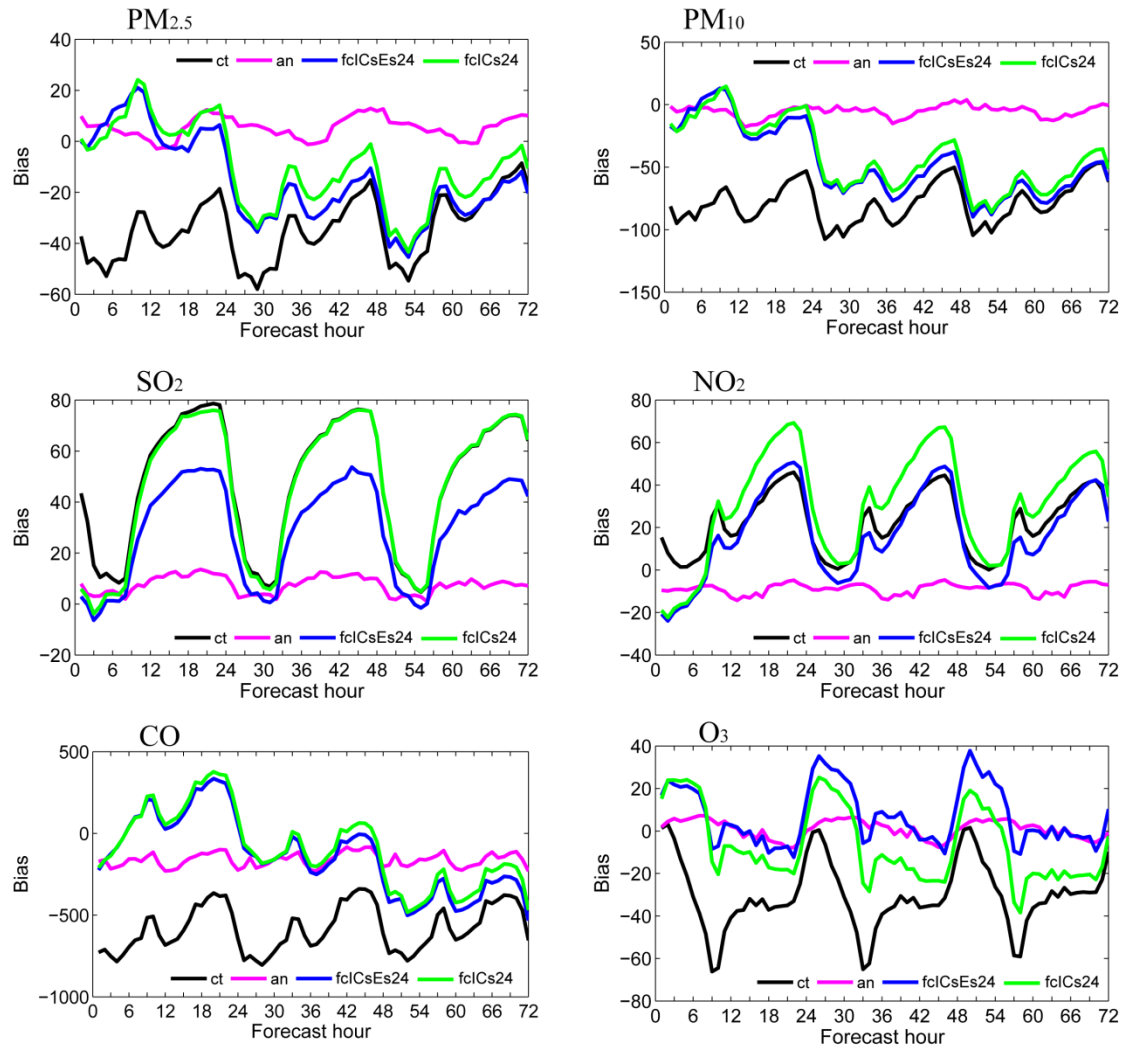 PM2.5
40
20
0
−20
−40
−60
Bias
ct an fcICsEs24 fcICs24
0 6 12 18 24 30 36 42 48 54 60 66 72
Forecast hour
PM10
50
0
−50
−100
−150
Bias
ct an fcICsEs24 fcICs24
0 6 12 18 24 30 36 42 48 54 60 66 72
Forecast hour
SO2
80
60
40
20
0
−20
Bias
ct an fcICsEs24 fcICs24
0 6 12 18 24 30 36 42 48 54 60 66 72
Forecast hour
NO2
80
60
40
20
0
−20
−40
Bias
ct an fcICsEs24 fcICs24
0 6 12 18 24 30 36 42 48 54 60 66 72
Forecast hour
CO
500
0
−500
−1000
Bias
ct an fcICsEs24 fcICs24
0 6 12 18 24 30 36 42 48 54 60 66 72
Forecast hour
O3
40
20
0
−20
−40
−60
−80
Bias
ct an fcICsEs24 fcICs24
0 6 12 18 24 30 36 42 48 54 60 66 72
Forecast hour